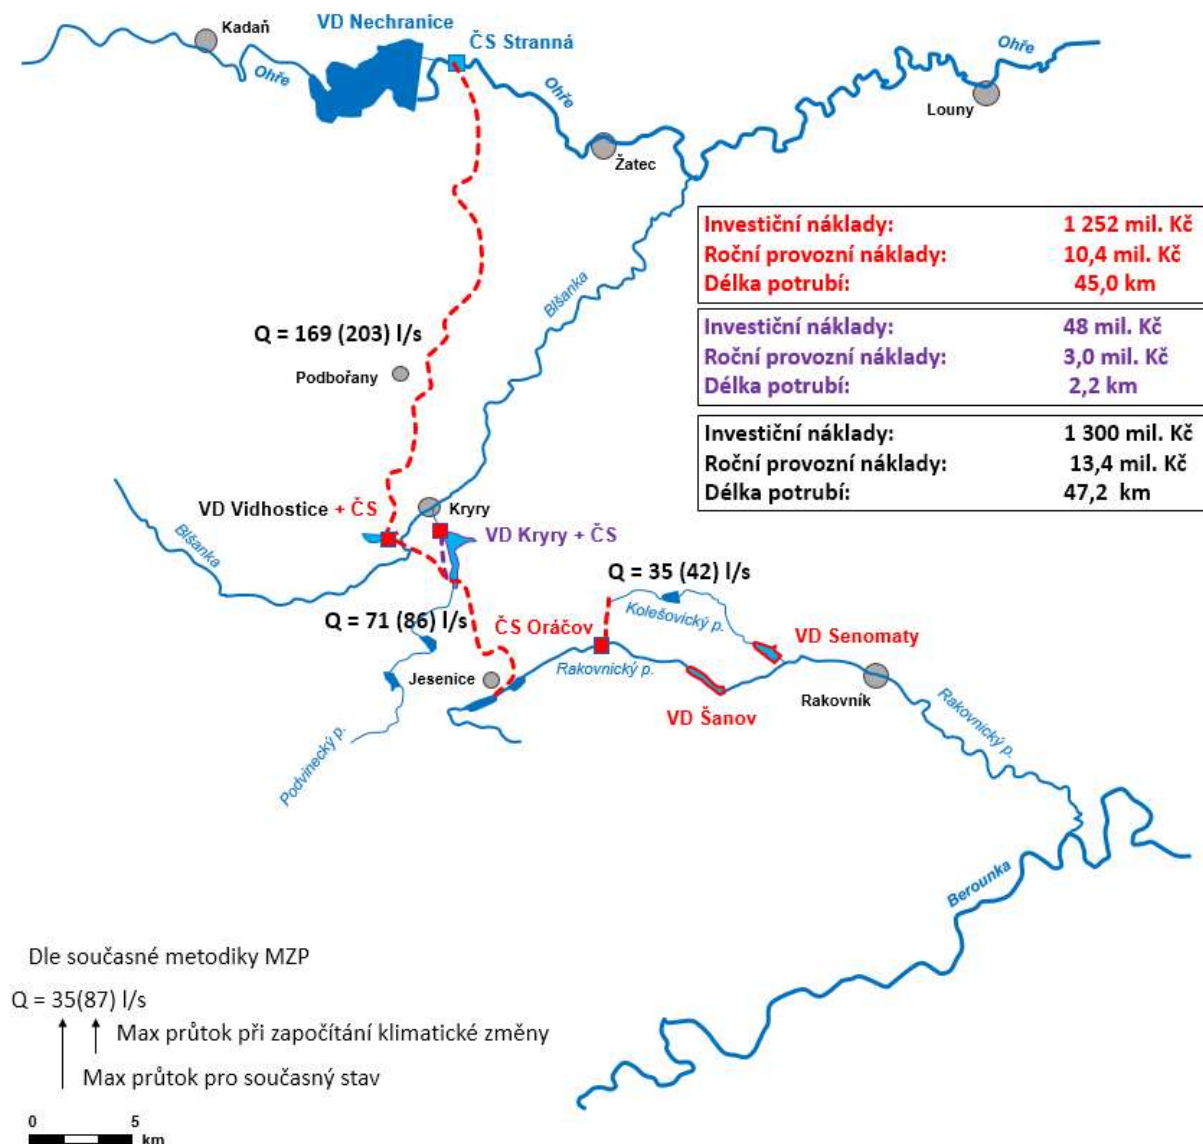 VD Nechranice
Kadaň
ČS Stranná
Ohře
Ohře
Ohře
Louny
Žatec
Investiční náklady: 1 252 mil. Kč
Roční provozní náklady: 10,4 mil. Kč
Délka potrubí: 45,0 km
Blšanka
Q = 169 (203) l/s
Podbořany
Investiční náklady: 48 mil. Kč
Roční provozní náklady: 3,0 mil. Kč
Délka potrubí: 2,2 km
Investiční náklady: 1 300 mil. Kč
Roční provozní náklady: 13,4 mil. Kč
Délka potrubí: 47,2 km
VD Vidhostice + ČS
Kryry
VD Kryry + ČS
Blšanka
Q = 35 (42) l/s
Kolešovický p.
Q = 71 (86) l/s
ČS Oráčov
VD Senomaty
Jesenice
Rakovnický p.
VD Šanov
Rakovník
Rakovnický p.
Podvinecký p.
Berounka
Dle současné metodiky MZP
Q = 35(87) l/s
Max průtok při započítání klimatické změny
Max průtok pro současný stav
0 5
km